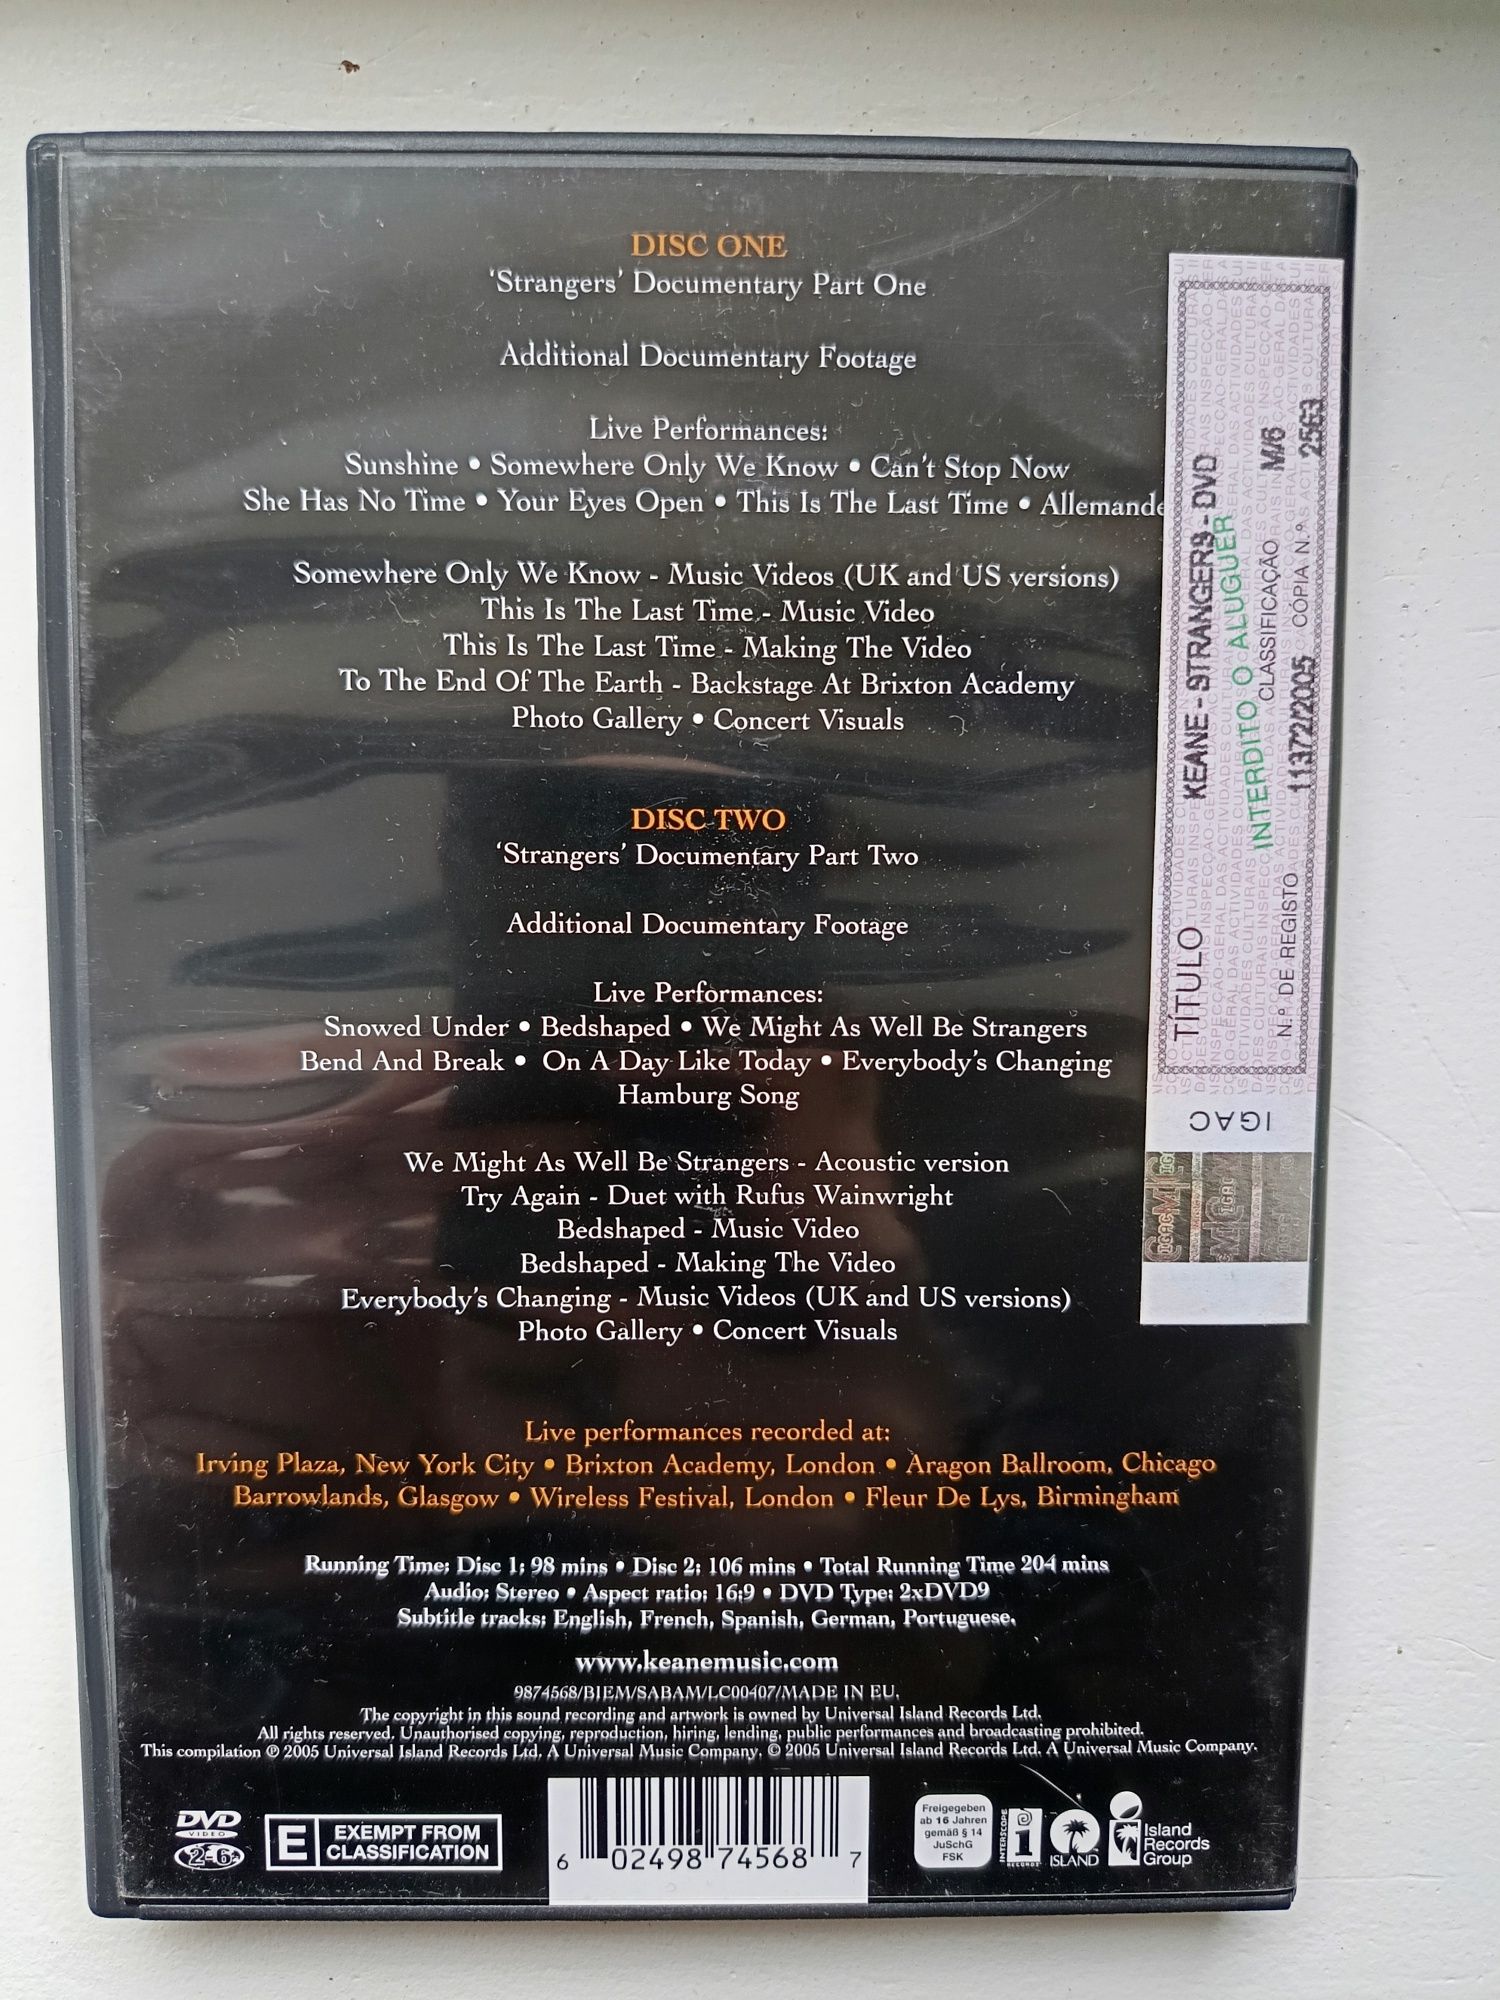 DISC ONE
'Strangers' Documentary Part One
Additional Documentary Footage
Live Performances:
Sunshine • Somewhere Only We Know • Can't Stop Now
She Has No Time • Your Eyes Open • This Is The Last Time • Allemande
Somewhere Only We Know - Music Videos (UK and US versions)
This Is The Last Time - Music Video
This Is The Last Time - Making The Video
To The End Of The Earth - Backstage At Brixton Academy
Photo Gallery • Concert Visuals
DISC TWO
'Strangers' Documentary Part Two
Additional Documentary Footage
Live Performances:
Snowed Under • Bedshaped • We Might As Well Be Strangers
Bend And Break • On A Day Like Today • Everybody's Changing
Hamburg Song
We Might As Well Be Strangers - Acoustic version
Try Again - Duet with Rufus Wainwright
Bedshaped - Music Video
Bedshaped - Making The Video
Everybody's Changing - Music Videos (UK and US versions)
Photo Gallery • Concert Visuals
Live performances recorded at:
Irving Plaza, New York City • Brixton Academy, London • Aragon Ballroom, Chicago
Barrowlands, Glasgow • Wireless Festival, London • Fleur De Lys, Birmingham
Running Time: Disc 1: 98 mins • Disc 2: 106 mins • Total Running Time 204 mins
Audio: Stereo • Aspect ratio: 16:9 • DVD Type: 2xDVD9
Subtitle tracks: English, French, Spanish, German, Portuguese.
www.keanemusic.com
9874568/BIEM/SABAM/LC00407/MADE IN EU.
The copyright in this sound recording and artwork is owned by Universal Island Records Ltd.
All rights reserved. Unauthorised copying, reproduction, hiring, lending, public performances and broadcasting prohibited.
This compilation ℗ 2005 Universal Island Records Ltd. A Universal Music Company. © 2005 Universal Island Records Ltd. A Universal Music Company.
DVD
VIDEO
2-6
E
EXEMPT FROM
CLASSIFICATION
6 02498 74568 7
Freigegeben
ab 16 Jahren
gemäß § 14
JuSchG
FSK
INTERSCOPE
i
RECORDS
ISLAND
Island
Records
Group
TÍTULO KEANE - STRANGERS - DVD
INTERDITO O ALUGUER
CLASSIFICAÇÃO M/6
N.º DE REGISTO 11372/2005 CÓPIA N.º 2563
IGAC